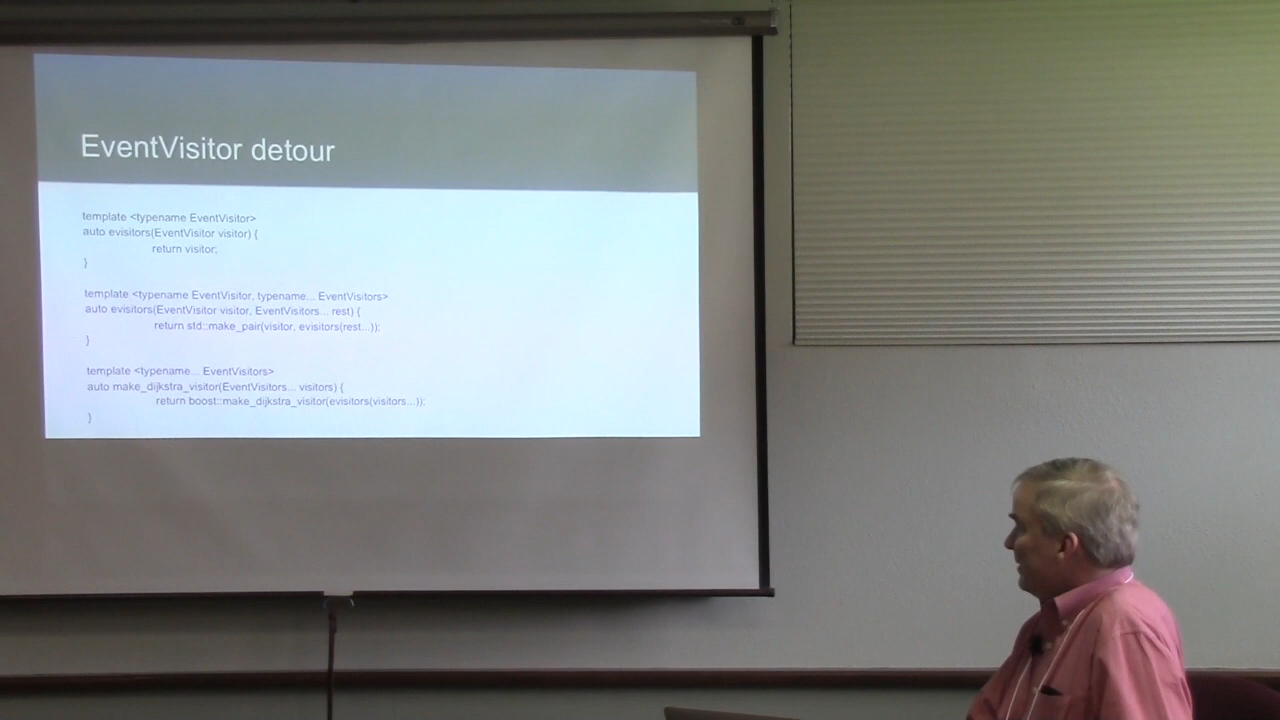 EventVisitor detour
template <typename EventVisitor>
auto evisitors(EventVisitor visitor) {
return visitor;
}
template <typename EventVisitor, typename... EventVisitors>
auto evisitors(EventVisitor visitor, EventVisitors... rest) {
return std::make_pair(visitor, evisitors(rest...));
}
template <typename... EventVisitors>
auto make_dijkstra_visitor(EventVisitors... visitors) {
return boost::make_dijkstra_visitor(evisitors(visitors...));
}